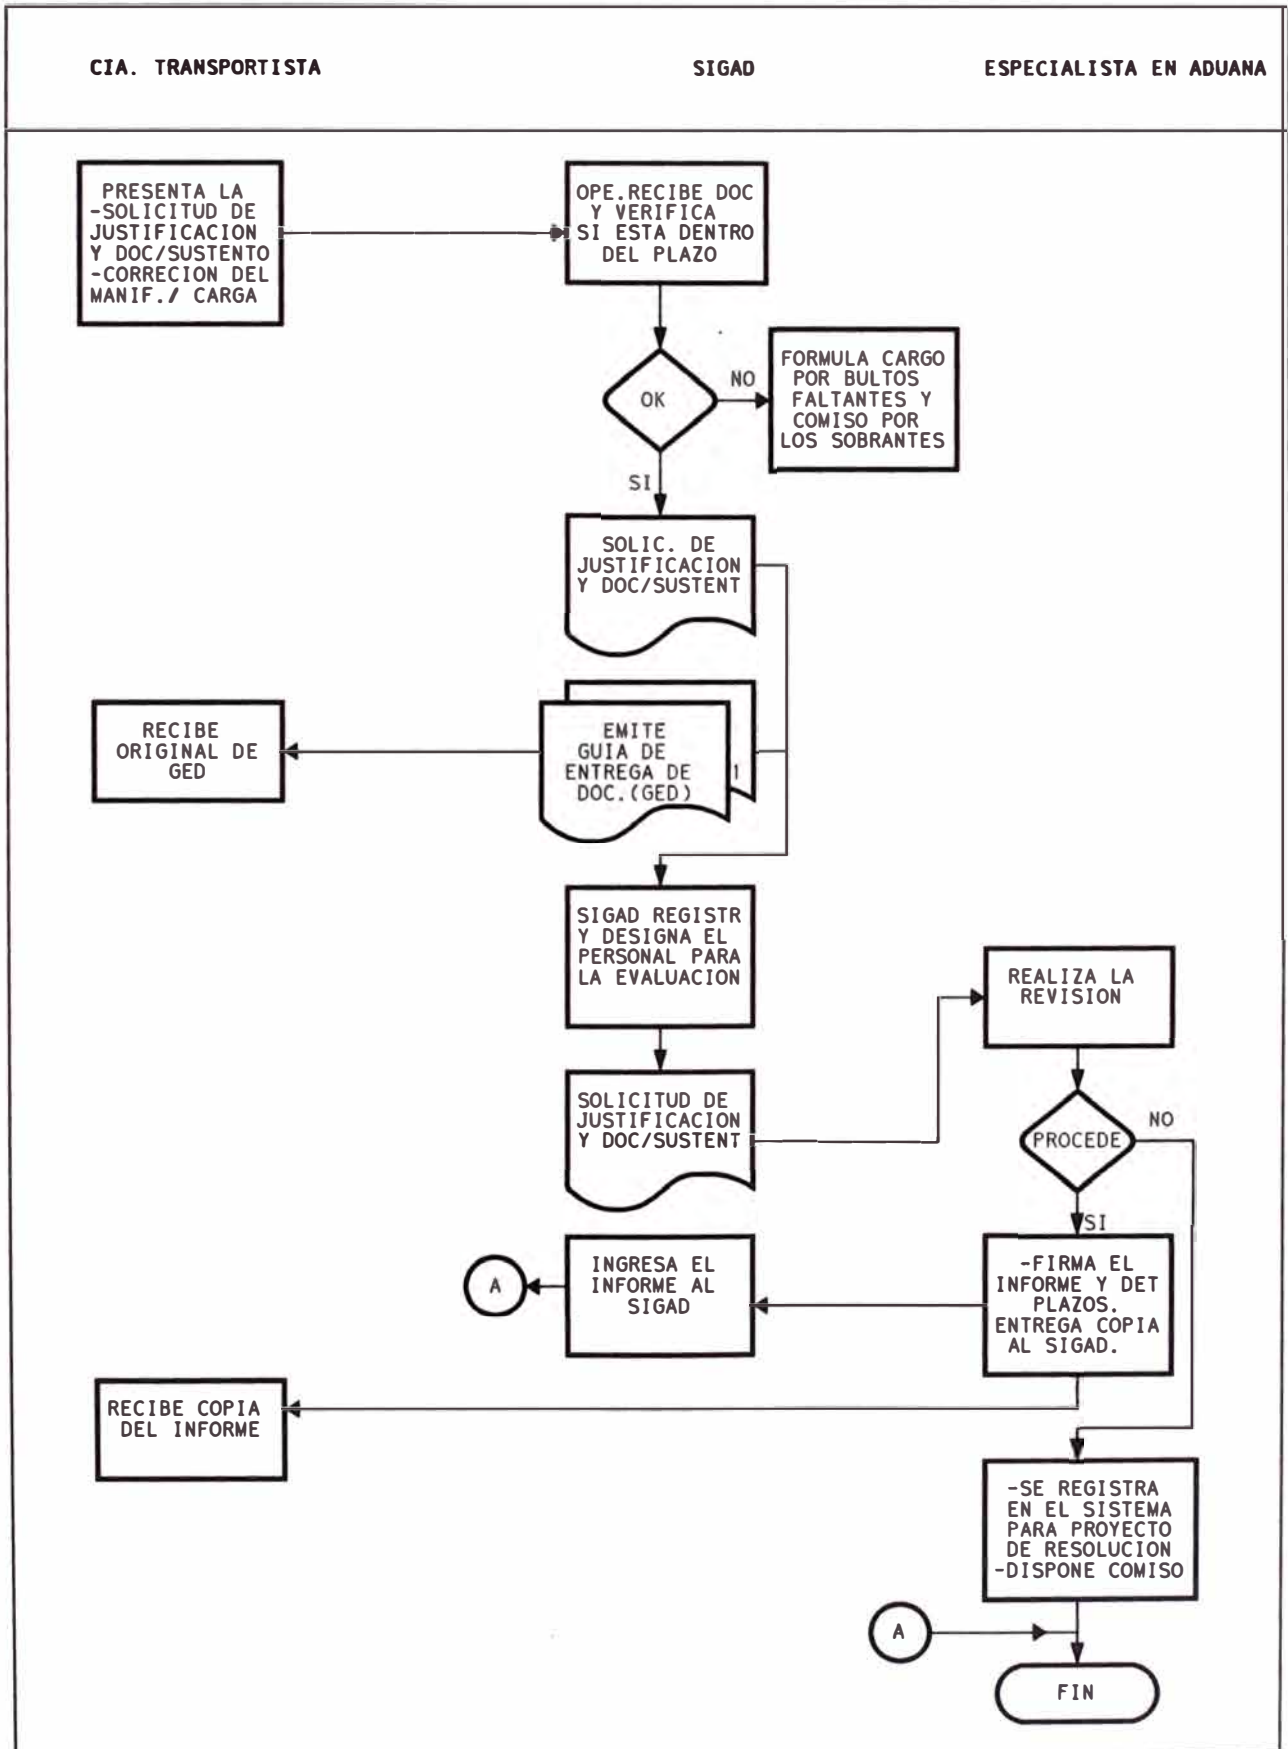 CIA. TRANSPORTISTA
SIGAD
ESPECIALISTA EN ADUANA
PRESENTA LA
-SOLICITUD DE
JUSTIFICACION
Y DOC/SUSTENTO
-CORRECION DEL
MANIF./ CARGA
OPE.RECIBE DOC
Y VERIFICA
SI ESTA DENTRO
DEL PLAZO
OK
NO
FORMULA CARGO
POR BULTOS
FALTANTES Y
COMISO POR
LOS SOBRANTES
SI
SOLIC. DE
JUSTIFICACION
Y DOC/SUSTENT
RECIBE
ORIGINAL DE
GED
EMITE
GUIA DE
ENTREGA DE
DOC.(GED)
1
SIGAD REGISTR
Y DESIGNA EL
PERSONAL PARA
LA EVALUACION
REALIZA LA
REVISION
SOLICITUD DE
JUSTIFICACION
Y DOC/SUSTENT
PROCEDE
NO
SI
A
INGRESA EL
INFORME AL
SIGAD
-FIRMA EL
INFORME Y DET
PLAZOS.
ENTREGA COPIA
AL SIGAD.
RECIBE COPIA
DEL INFORME
-SE REGISTRA
EN EL SISTEMA
PARA PROYECTO
DE RESOLUCION
-DISPONE COMISO
A
FIN